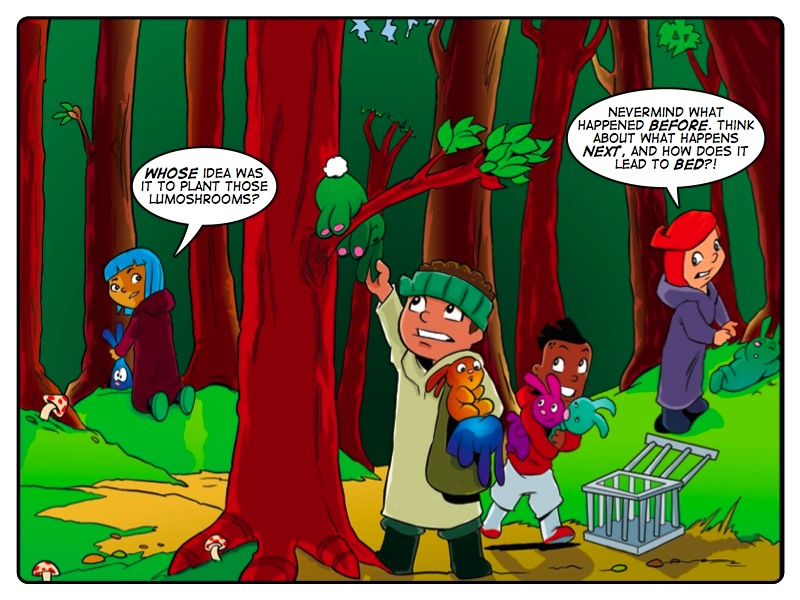 WHOSE IDEA WAS
IT TO PLANT THOSE
LUMOSHROOMS?
NEVERMIND WHAT
HAPPENED BEFORE. THINK
ABOUT WHAT HAPPENS
NEXT, AND HOW DOES IT
LEAD TO BED?!